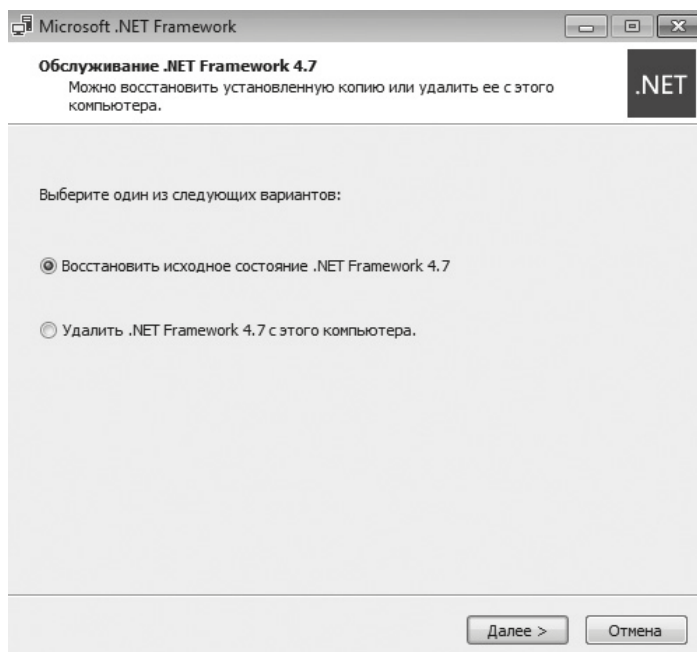 Microsoft .NET Framework
Обслуживание .NET Framework 4.7
Можно восстановить установленную копию или удалить ее с этого
компьютера.
.NET
Выберите один из следующих вариантов:
Восстановить исходное состояние .NET Framework 4.7
Удалить .NET Framework 4.7 с этого компьютера.
Далее >
Отмена